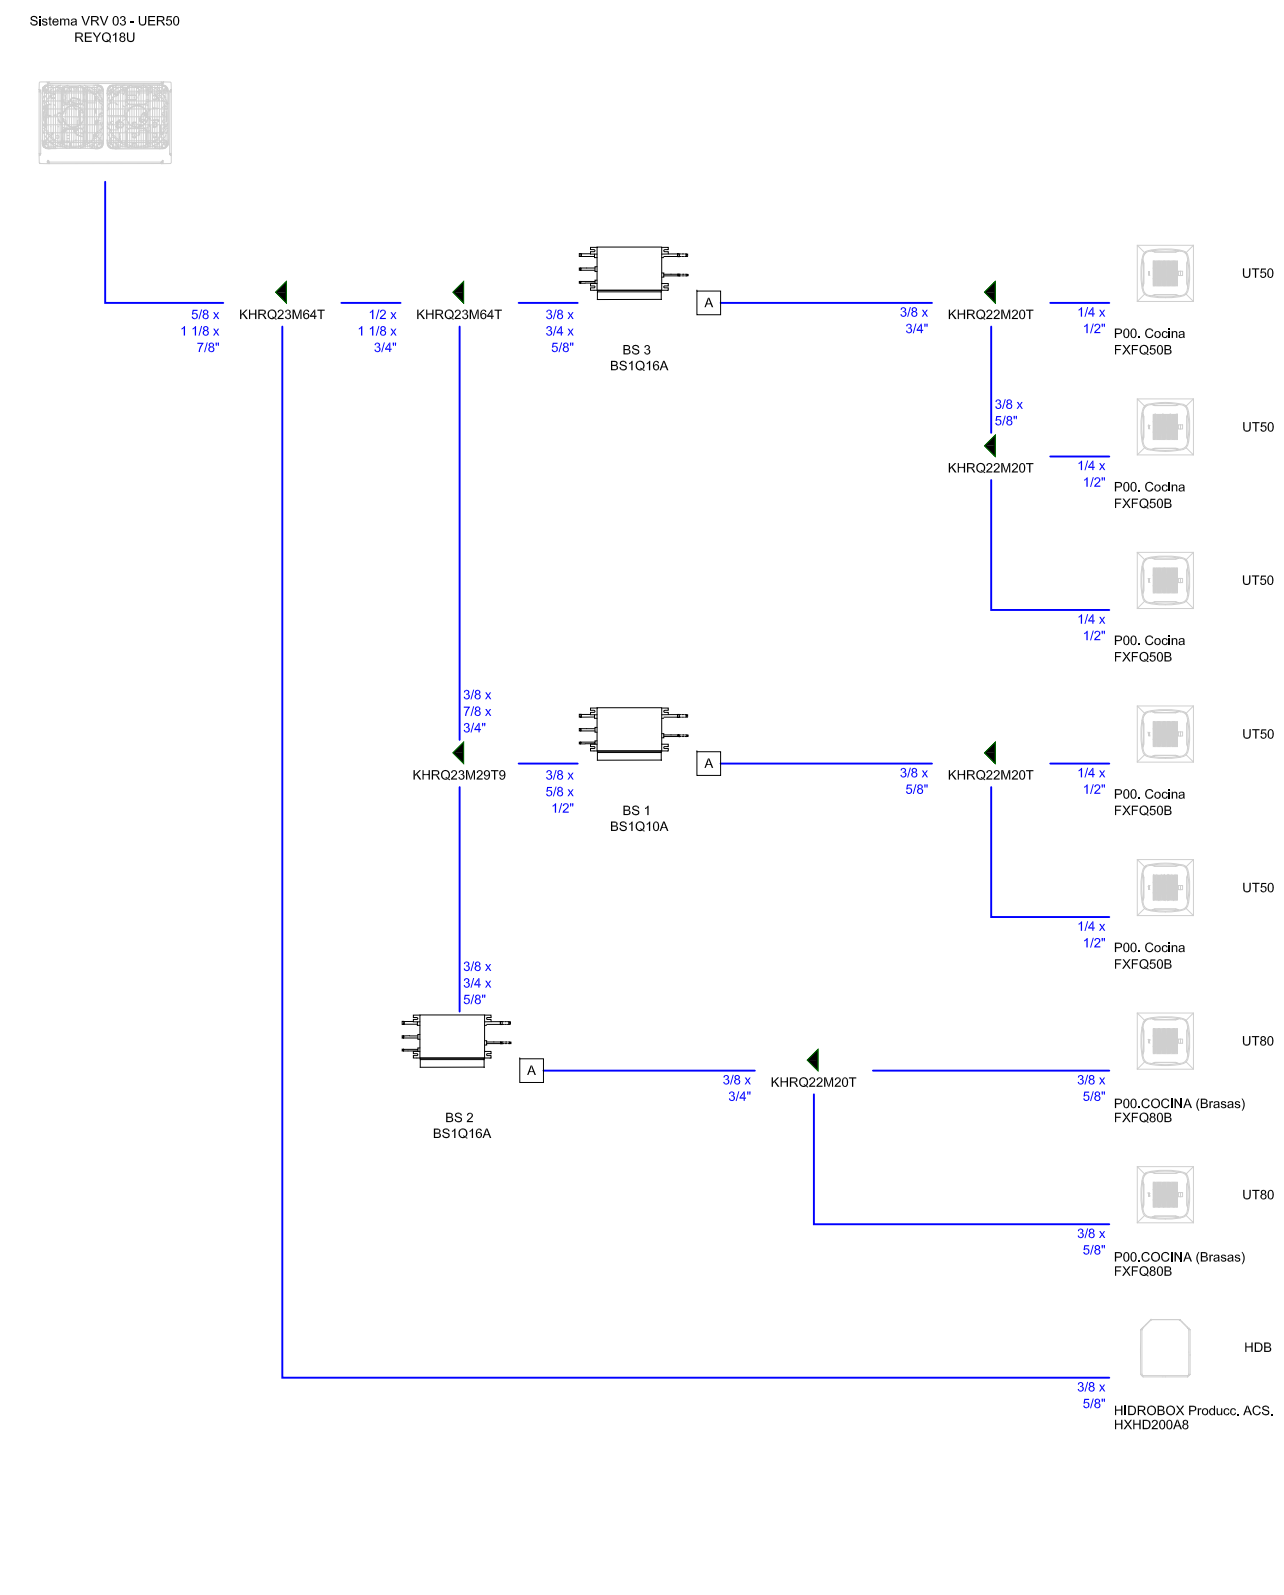 Sistema VRV 03 - UER50
REYQ18U
UT50
5/8 x
1 1/8 x
7/8"
KHRQ23M64T
1/2 x
1 1/8 x
3/4"
KHRQ23M64T
3/8 x
3/4 x
5/8"
BS 3
BS1Q16A
A
3/8 x
3/4"
KHRQ22M20T
1/4 x
1/2"
P00. Cocina
FXFQ50B
3/8 x
5/8"
UT50
KHRQ22M20T
1/4 x
1/2"
P00. Cocina
FXFQ50B
UT50
1/4 x
1/2"
P00. Cocina
FXFQ50B
3/8 x
7/8 x
3/4"
UT50
KHRQ23M29T9
3/8 x
5/8 x
1/2"
BS 1
BS1Q10A
A
3/8 x
5/8"
KHRQ22M20T
1/4 x
1/2"
P00. Cocina
FXFQ50B
UT50
1/4 x
1/2"
P00. Cocina
FXFQ50B
3/8 x
3/4 x
5/8"
UT80
BS 2
BS1Q16A
A
3/8 x
3/4"
KHRQ22M20T
3/8 x
5/8"
P00.COCINA (Brasas)
FXFQ80B
UT80
3/8 x
5/8"
P00.COCINA (Brasas)
FXFQ80B
HDB
3/8 x
5/8"
HIDROBOX Producc. ACS.
HXHD200A8